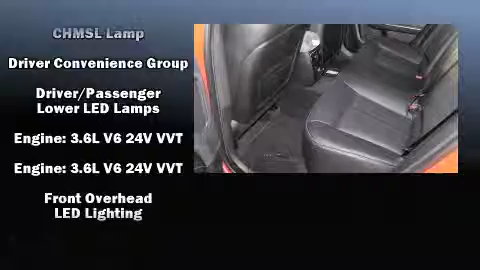 CHMSL Lamp
Driver Convenience Group
Driver/Passenger
Lower LED Lamps
Engine: 3.6L V6 24V VVT
Engine: 3.6L V6 24V VVT
Front Overhead
LED Lighting